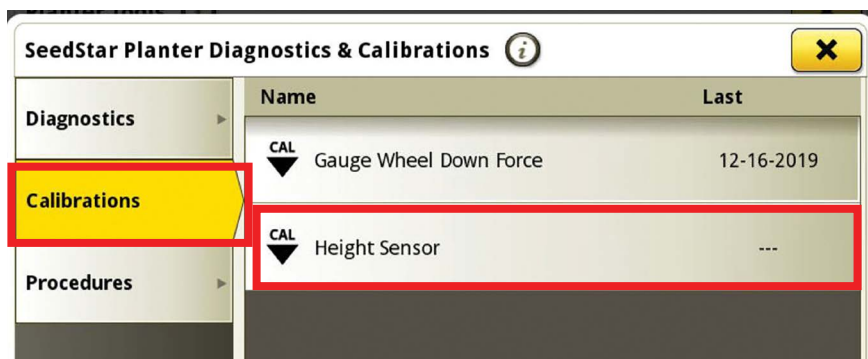 SeedStar Planter Diagnostics & Calibrations i
Name Last
Diagnostics
CAL
Gauge Wheel Down Force 12-16-2019
Calibrations
CAL
Height Sensor ---
Procedures